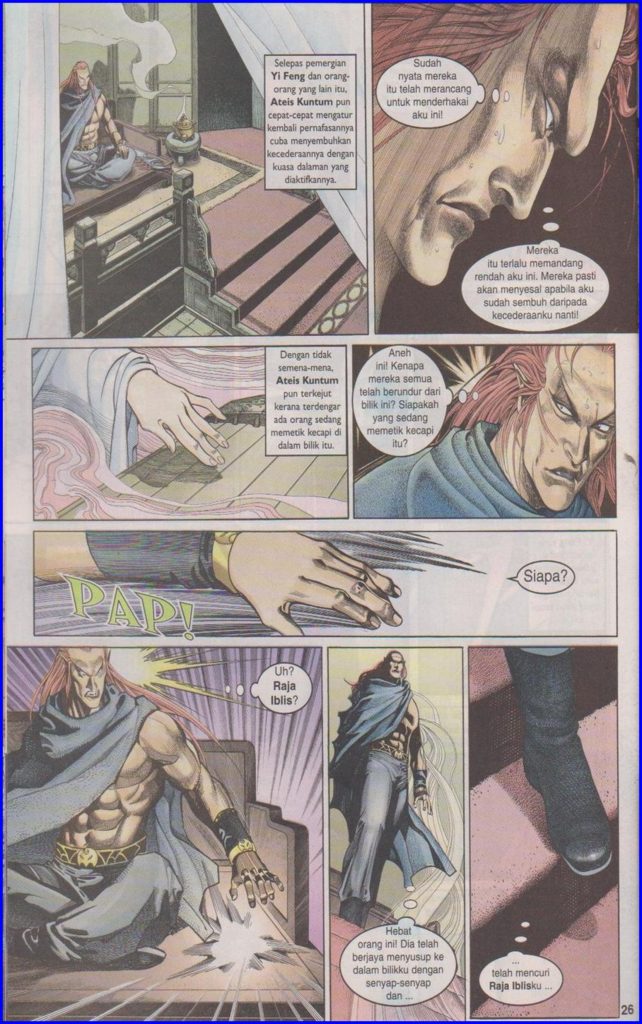 Selepas pemergian
Yi Feng dan orang-
orang yang lain itu,
Ateis Kuntum pun
cepat-cepat mengatur
kembali pernafasannya
cuba menyembuhkan
kecederaannya dengan
kuasa dalaman yang
diaktifkannya.
Sudah
nyata mereka
itu telah merancang
untuk menderhakai
aku ini!
Mereka
itu terlalu memandang
rendah aku ini. Mereka pasti
akan menyesal apabila aku
sudah sembuh daripada
kecederaanku nanti!
Dengan tidak
semena-mena,
Ateis Kuntum
pun terkejut
kerana terdengar
ada orang sedang
memetik kecapi di
dalam bilik itu.
Aneh
ini! Kenapa
mereka semua
telah berundur dari
bilik ini? Siapakah
yang sedang
memetik kecapi
itu?
PAP!
Siapa?
Uh?
Raja
Iblis?
Hebat
orang ini! Dia telah
berjaya menyusup ke
dalam bilikku dengan
senyap-senyap
dan ...
...
telah mencuri
Raja Iblisku ...
26